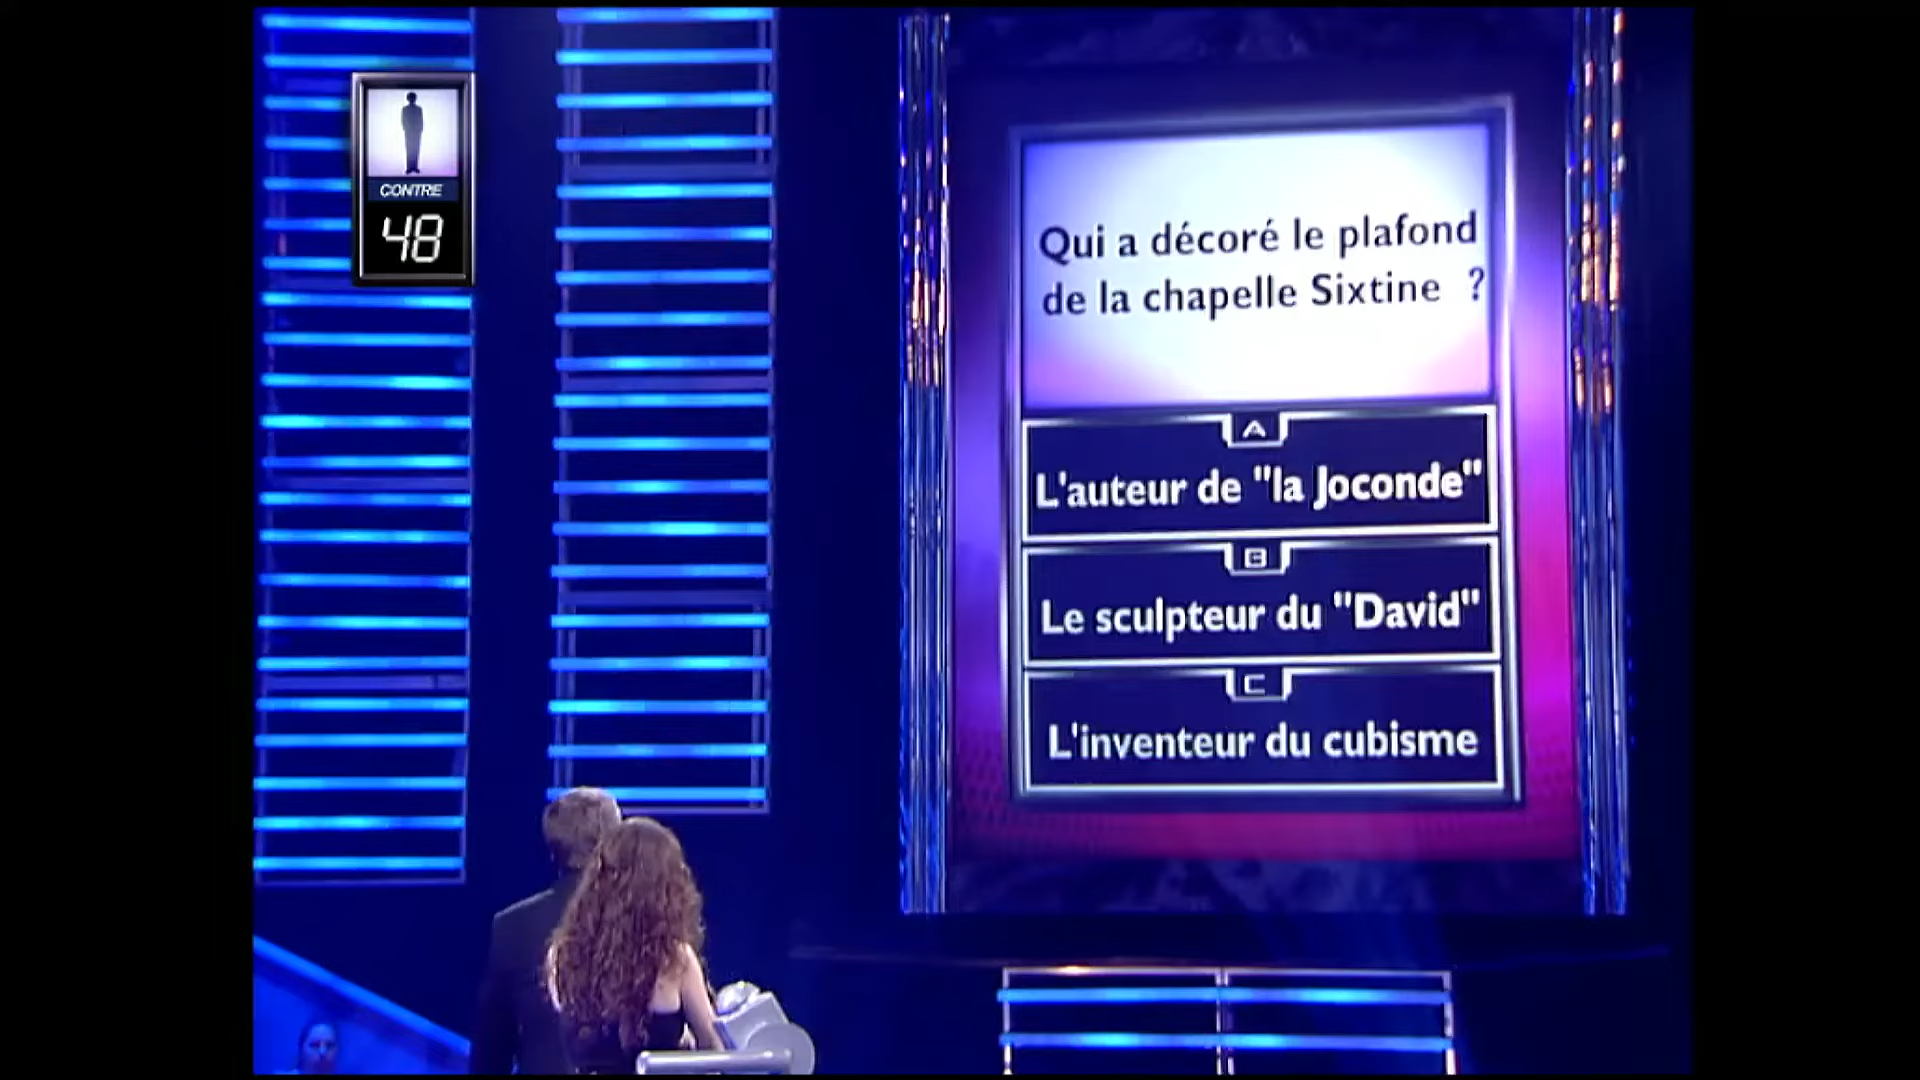 CONTRE
48
Qui a décoré le plafond
de la chapelle Sixtine ?
A
L'auteur de "la Joconde"
B
Le sculpteur du "David"
C
L'inventeur du cubisme